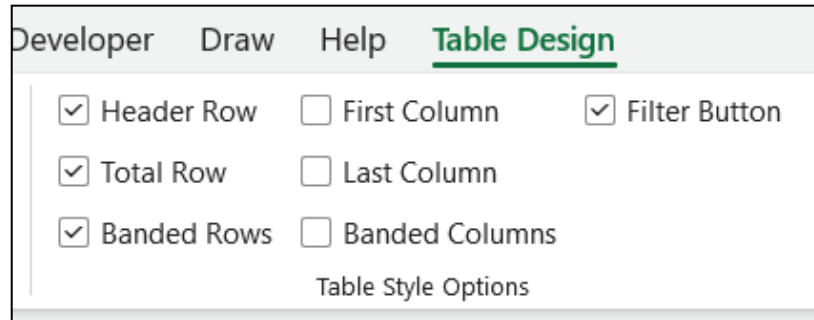 Developer Draw Help Table Design
Header Row First Column Filter Button
Total Row Last Column
Banded Rows Banded Columns
Table Style Options